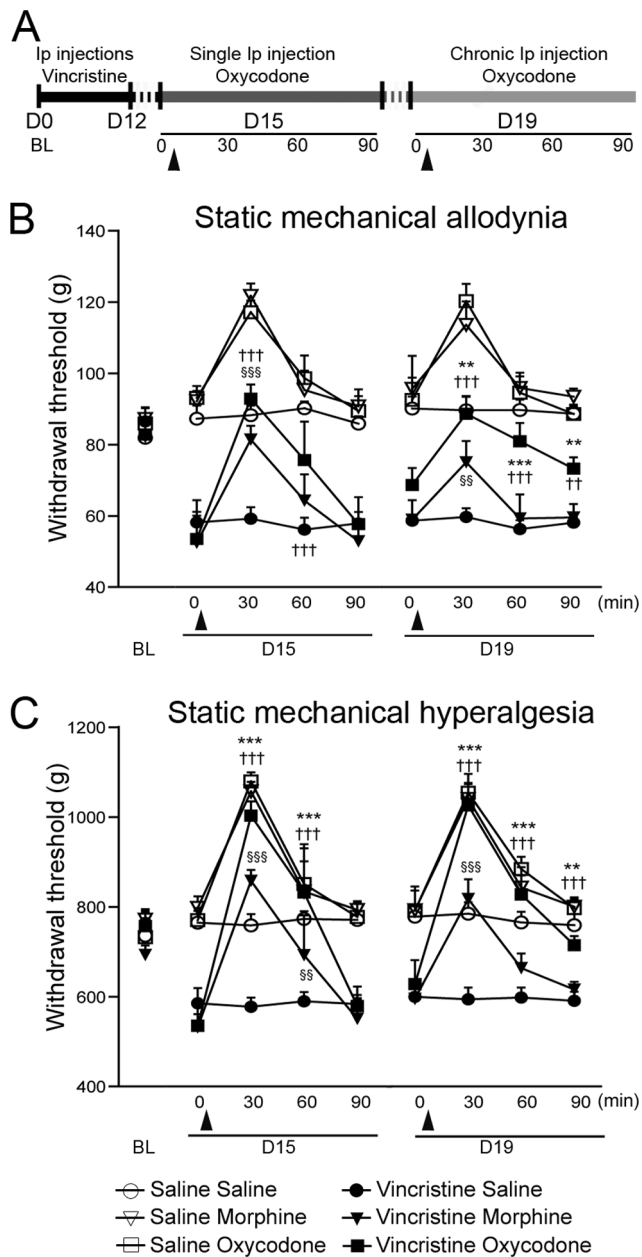 A
Ip injections
Vincristine
Single Ip injection
Oxycodone
Chronic Ip injection
Oxycodone
D0 D12 D15 D19
BL 0 30 60 90 0 30 60 90
B Static mechanical allodynia
Withdrawal threshold (g)
140
120
100
80
60
40
†††
§§§
†††
**
†††
§§
***
†††
**
††
0 30 60 90 0 30 60 90 (min)
BL D15 D19
C Static mechanical hyperalgesia
Withdrawal threshold (g)
1200
1000
800
600
400
***
†††
§§§
***
†††
§§
***
†††
§§§
***
†††
**
†††
0 30 60 90 0 30 60 90 (min)
BL D15 D19
Saline Saline Vincristine Saline
Saline Morphine Vincristine Morphine
Saline Oxycodone Vincristine Oxycodone